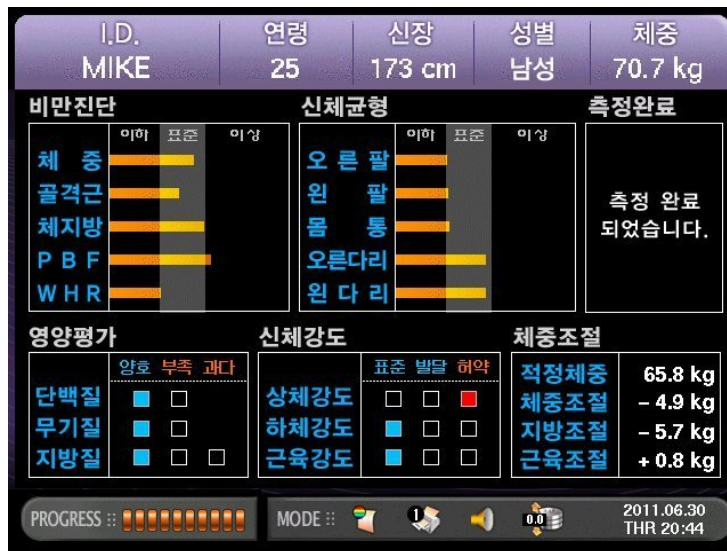 I.D. 연령 신장 성별 체중
MIKE 25 173 cm 남성 70.7 kg
비만진단
이하 표준 이상
체 중
골격근
체지방
P B F
W H R
신체균형
이하 표준 이상
오 른 팔
왼 팔
몸 통
오른다리
왼 다 리
측정완료
측정 완료
되었습니다.
영양평가
양호 부족 과다
단백질
무기질
지방질
신체강도
표준 발달 허약
상체강도
하체강도
근육강도
체중조절
적정체중 65.8 kg
체중조절 - 4.9 kg
지방조절 - 5.7 kg
근육조절 + 0.8 kg
PROGRESS :: MODE :: 1 0.0 2011.06.30
THR 20:44